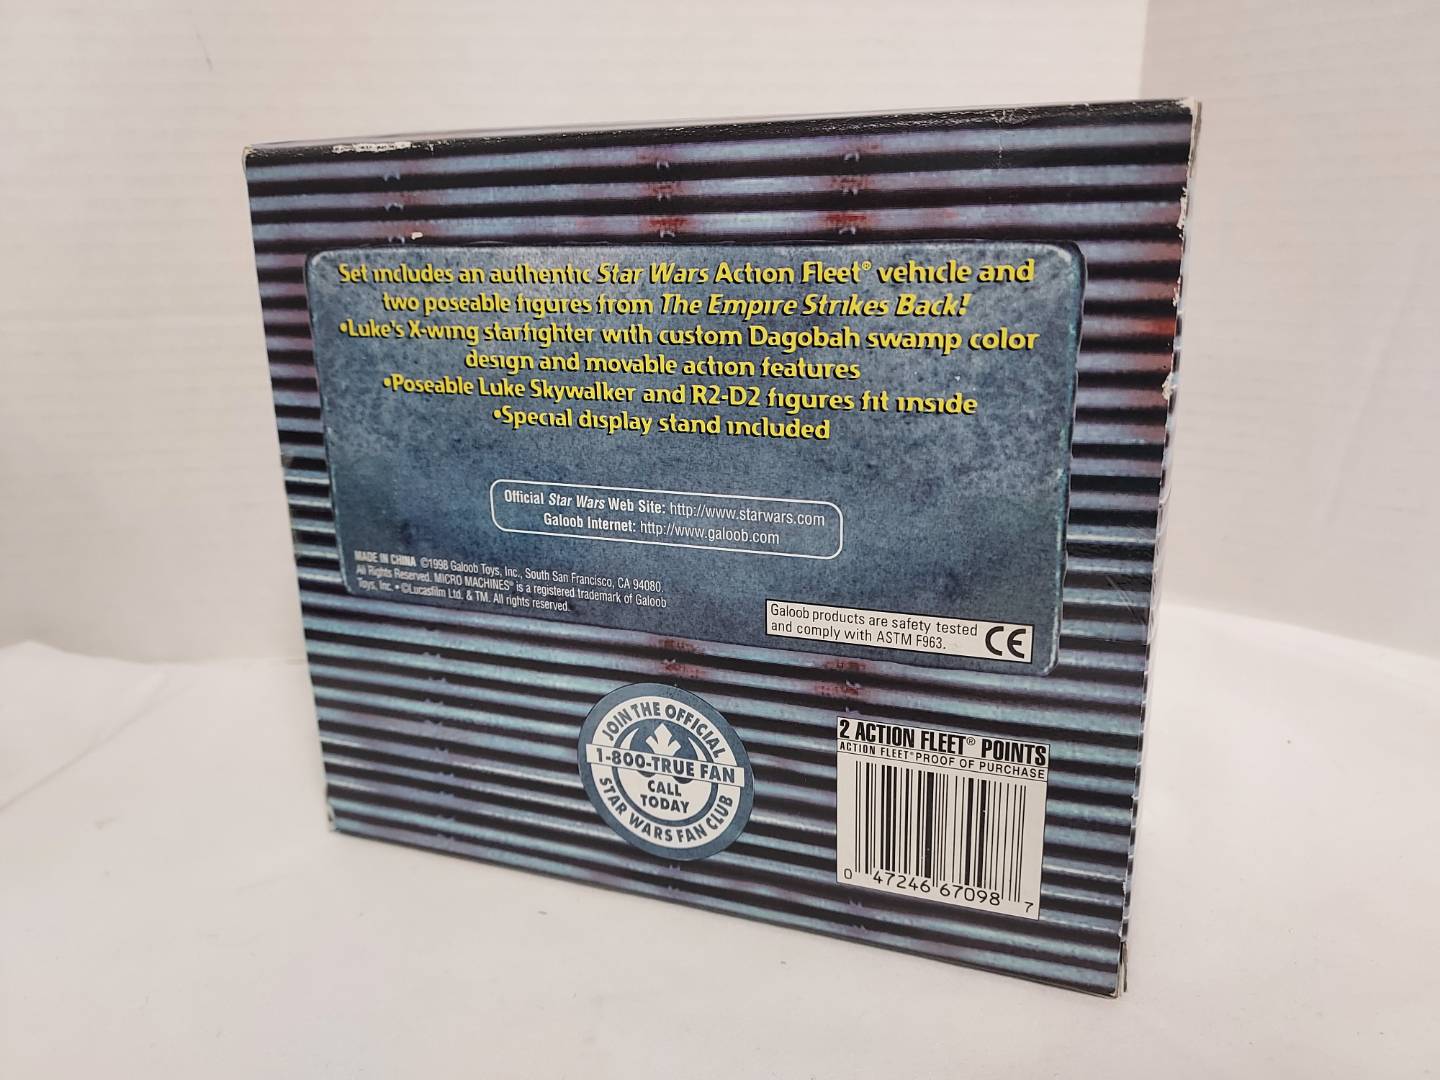 Set includes an authentic Star Wars Action Fleet® vehicle and
two poseable figures from The Empire Strikes Back!
•Luke's X-wing starfighter with custom Dagobah swamp color
design and movable action features
•Poseable Luke Skywalker and R2-D2 figures fit inside
•Special display stand included
Official Star Wars Web Site: http://www.starwars.com
Galoob Internet: http://www.galoob.com
MADE IN CHINA ©1998 Galoob Toys, Inc., South San Francisco, CA 94080.
All Rights Reserved. MICRO MACHINES® is a registered trademark of Galoob
Toys, Inc. • ©Lucasfilm Ltd. & TM. All rights reserved.
Galoob products are safety tested
and comply with ASTM F963.
CE
JOIN THE OFFICIAL
1-800-TRUE FAN
CALL
TODAY
STAR WARS FAN CLUB
2 ACTION FLEET® POINTS
ACTION FLEET® PROOF OF PURCHASE
0 47246 67098 7